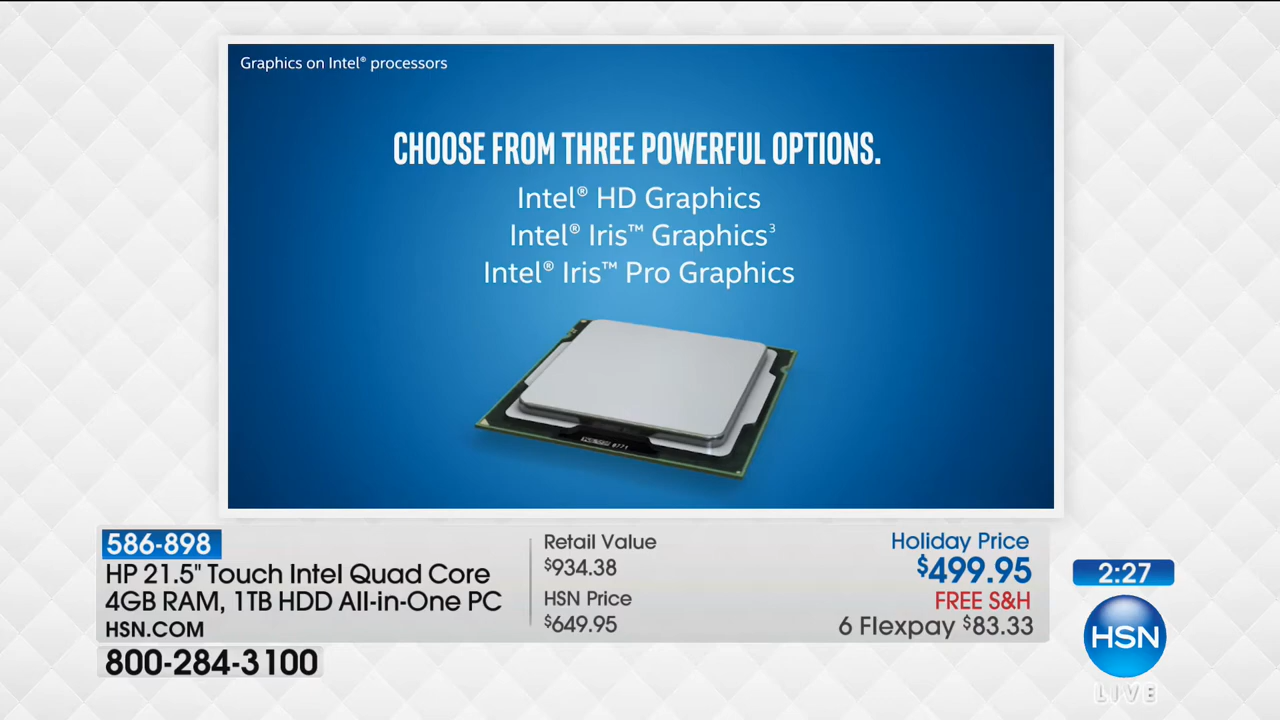 Graphics on Intel® processors
CHOOSE FROM THREE POWERFUL OPTIONS.
Intel® HD Graphics
Intel® Iris™ Graphics³
Intel® Iris™ Pro Graphics
586-898
HP 21.5" Touch Intel Quad Core
4GB RAM, 1TB HDD All-in-One PC
HSN.COM
800-284-3100
Retail Value
$934.38
HSN Price
$649.95
Holiday Price
$499.95
FREE S&H
6 Flexpay $83.33
2:27
HSN
LIVE